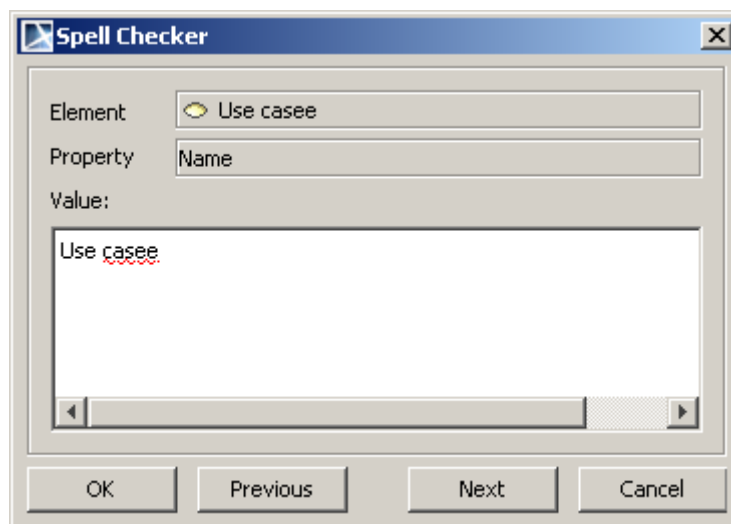 Spell Checker
Element
Use casee
Property
Name
Value:
Use casee
OK
Previous
Next
Cancel